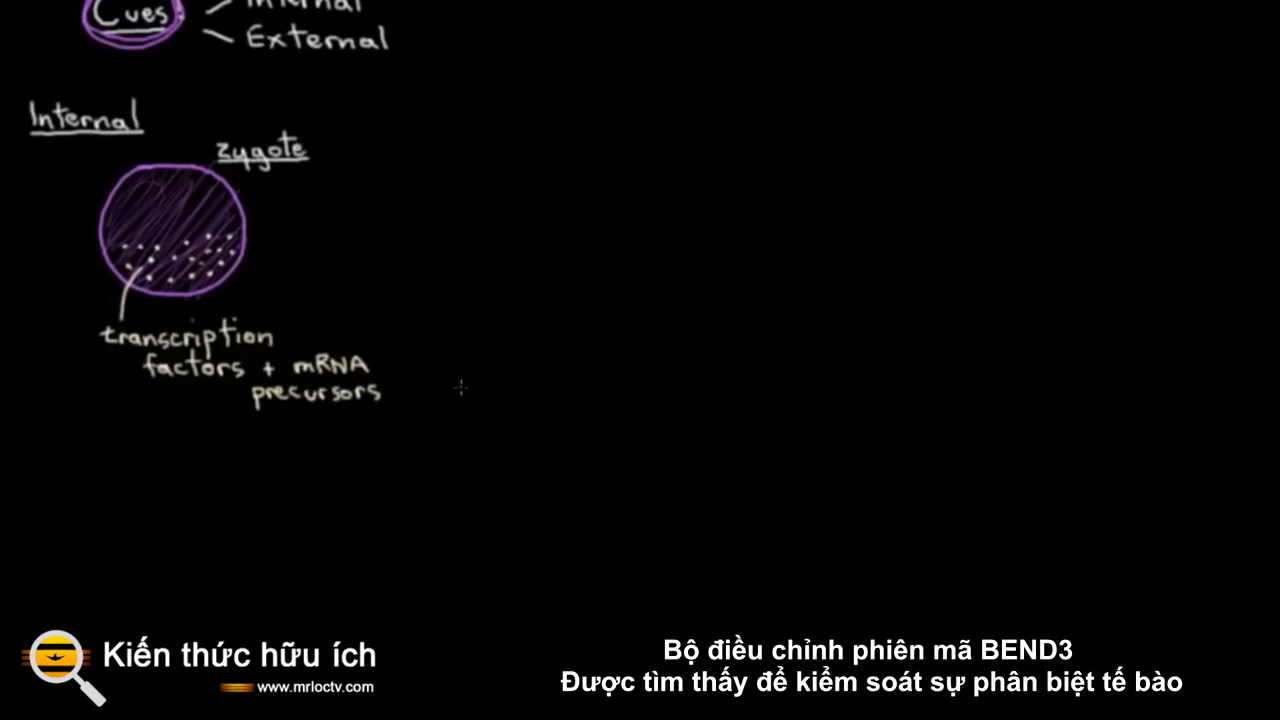 Cues
Internal
External
Internal
zygote
transcription
factors + mRNA
precursors
Kiến thức hữu ích
www.mrloctv.com
Bộ điều chỉnh phiên mã BEND3
Được tìm thấy để kiểm soát sự phân biệt tế bào